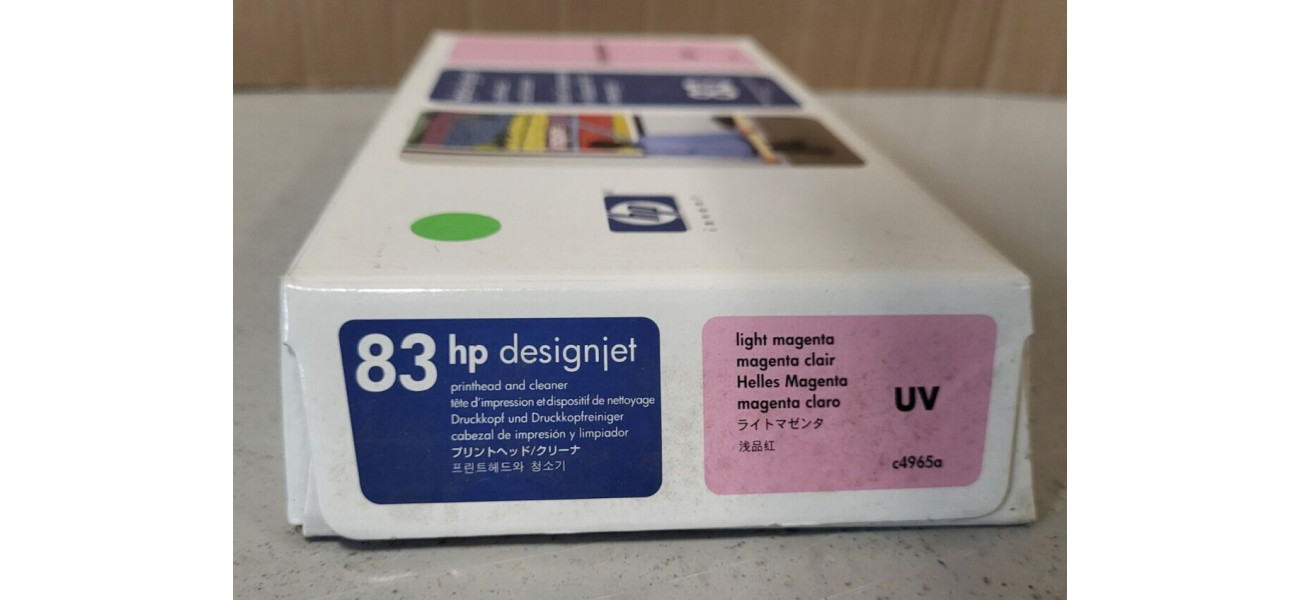 hp
83 hp designjet
printhead and cleaner
tête d'impression et dispositif de nettoyage
Druckkopf und Druckkopfreiniger
cabezal de impresión y limpiador
プリントヘッド/クリーナ
프린트헤드와 청소기
light magenta
magenta clair
Helles Magenta
magenta claro
ライトマゼンタ
浅品红
UV
c4965a